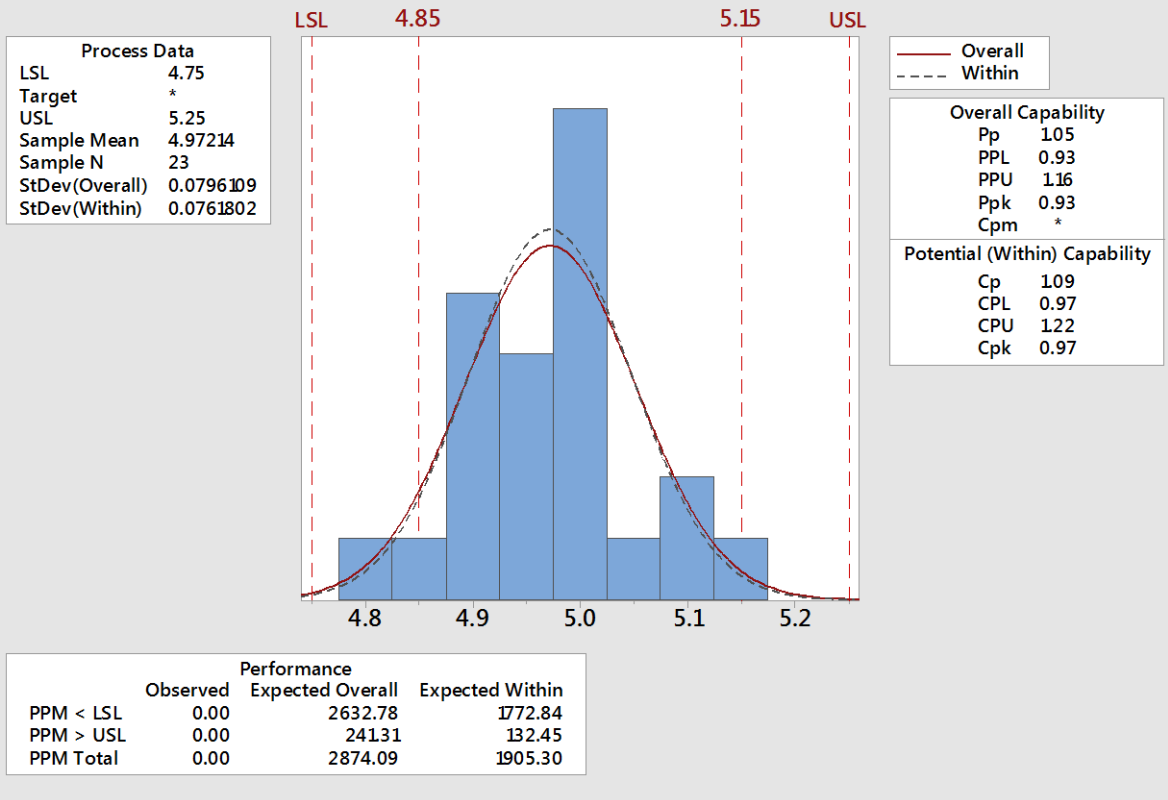 LSL 4.85 5.15 USL
Process Data
LSL 4.75
Target *
USL 5.25
Sample Mean 4.97214
Sample N 23
StDev(Overall) 0.0796109
StDev(Within) 0.0761802
Overall
Within
Overall Capability
Pp 1.05
PPL 0.93
PPU 1.16
Ppk 0.93
Cpm *
Potential (Within) Capability
Cp 1.09
CPL 0.97
CPU 1.22
Cpk 0.97
4.8 4.9 5.0 5.1 5.2
Performance
Observed Expected Overall Expected Within
PPM < LSL 0.00 2632.78 1772.84
PPM > USL 0.00 241.31 132.45
PPM Total 0.00 2874.09 1905.30